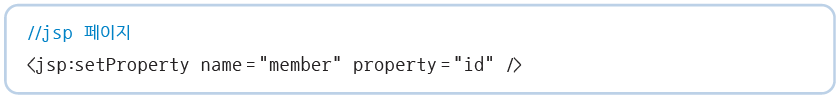 //jsp 페이지
<jsp:setProperty name="member" property="id" />